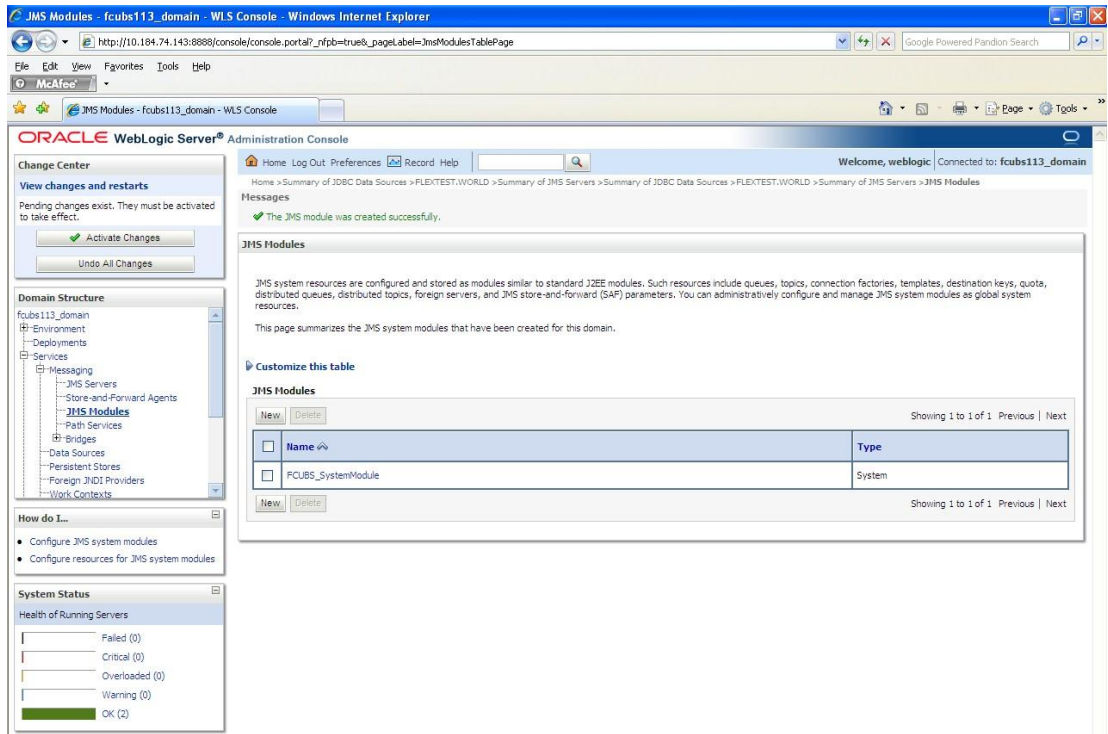 JMS Modules - fcubs113_domain - WLS Console - Windows Internet Explorer
http://10.184.74.143:8888/console/console.portal?_nfpb=true&_pageLabel=JmsModulesTablePage
Google Powered Pandion Search
File Edit View Favorites Tools Help
McAfee
JMS Modules - fcubs113_domain - WLS Console
Page Tools
ORACLE WebLogic Server® Administration Console
Change Center
View changes and restarts
Pending changes exist. They must be activated
to take effect.
Activate Changes
Undo All Changes
Domain Structure
fcubs113_domain
Environment
Deployments
Services
Messaging
JMS Servers
Store-and-Forward Agents
JMS Modules
Path Services
Bridges
Data Sources
Persistent Stores
Foreign JNDI Providers
Work Contexts
How do I...
Configure JMS system modules
Configure resources for JMS system modules
System Status
Health of Running Servers
Failed (0)
Critical (0)
Overloaded (0)
Warning (0)
OK (2)
Home Log Out Preferences Record Help
Welcome, weblogic Connected to: fcubs113_domain
Home >Summary of JDBC Data Sources >FLEXTEST.WORLD >Summary of JMS Servers >Summary of JDBC Data Sources >FLEXTEST.WORLD >Summary of JMS Servers >JMS Modules
Messages
The JMS module was created successfully.
JMS Modules
JMS system resources are configured and stored as modules similar to standard J2EE modules. Such resources include queues, topics, connection factories, templates, destination keys, quota,
distributed queues, distributed topics, foreign servers, and JMS store-and-forward (SAF) parameters. You can administratively configure and manage JMS system modules as global system
resources.
This page summarizes the JMS system modules that have been created for this domain.
Customize this table
JMS Modules
New Delete Showing 1 to 1 of 1 Previous | Next
Name Type
FCUBS_SystemModule System
New Delete Showing 1 to 1 of 1 Previous | Next